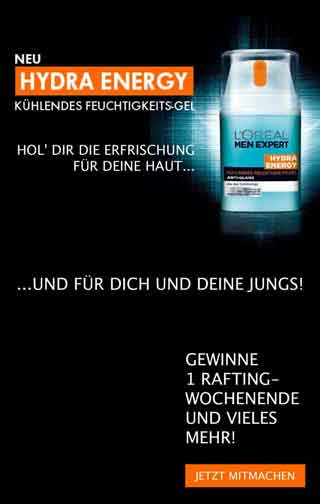 NEU
HYDRA ENERGY
KÜHLENDES FEUCHTIGKEITS-GEL
HOL' DIR DIE ERFRISCHUNG
FÜR DEINE HAUT...
L'ORÉAL
MEN EXPERT
HYDRA
ENERGY
...UND FÜR DICH UND DEINE JUNGS!
GEWINNE
1 RAFTING-
WOCHENENDE
UND VIELES
MEHR!
JETZT MITMACHEN